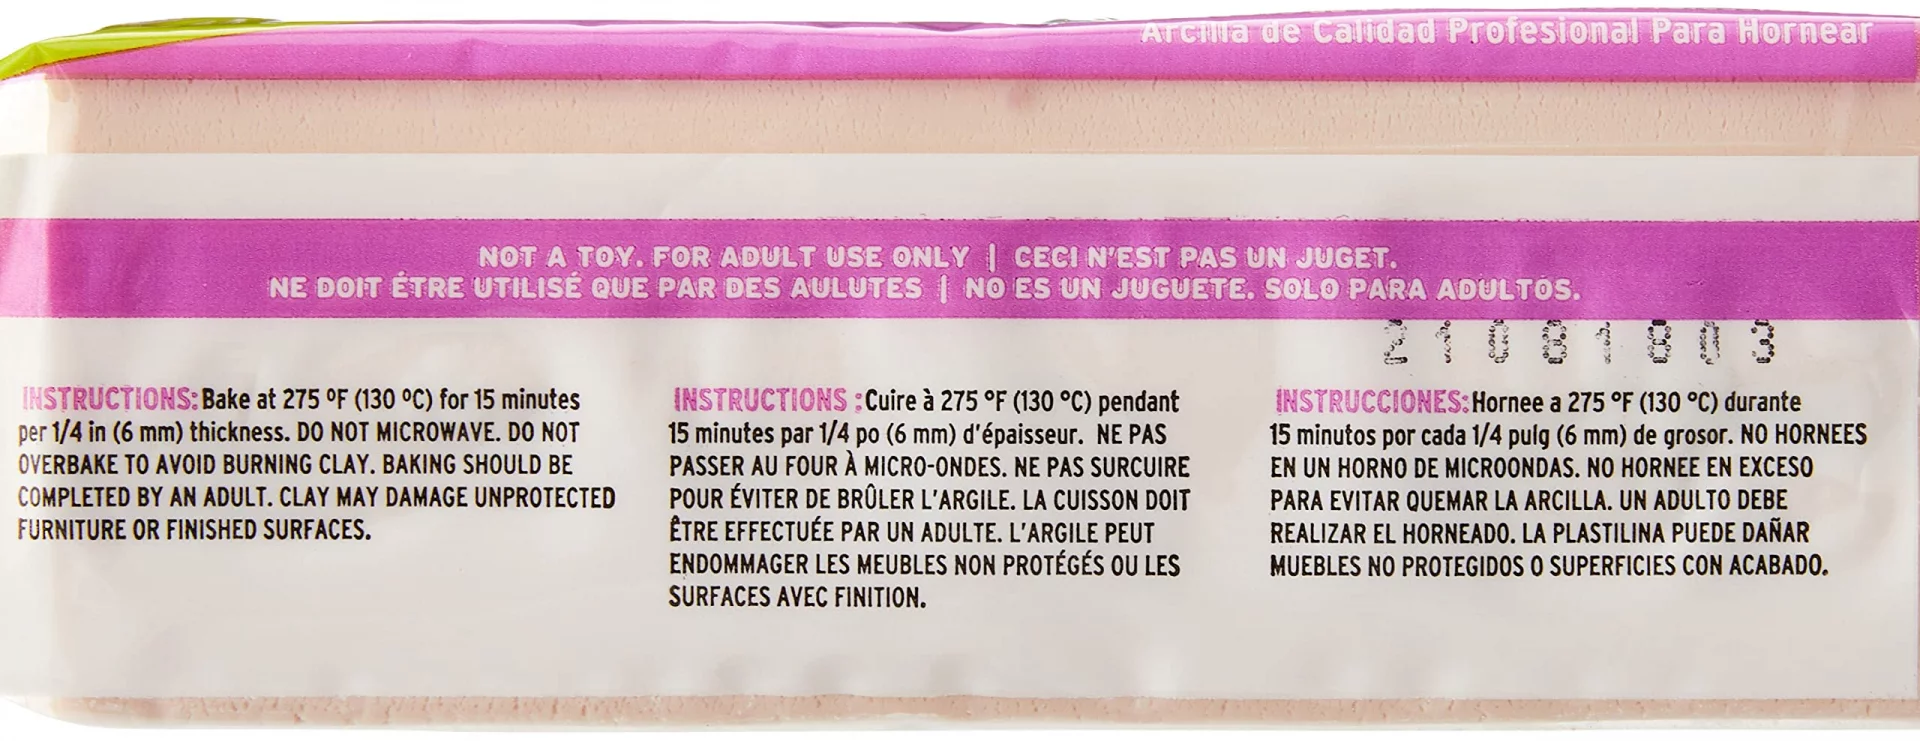 Arcilla de Calidad Profesional Para Hornear
NOT A TOY. FOR ADULT USE ONLY | CECI N'EST PAS UN JUGET.
NE DOIT ÉTRE UTILISÉ QUE PAR DES AULUTES | NO ES UN JUGUETE. SOLO PARA ADULTOS.
INSTRUCTIONS: Bake at 275 ºF (130 ºC) for 15 minutes
per 1/4 in (6 mm) thickness. DO NOT MICROWAVE. DO NOT
OVERBAKE TO AVOID BURNING CLAY. BAKING SHOULD BE
COMPLETED BY AN ADULT. CLAY MAY DAMAGE UNPROTECTED
FURNITURE OR FINISHED SURFACES.
INSTRUCTIONS : Cuire à 275 ºF (130 ºC) pendant
15 minutes par 1/4 po (6 mm) d'épaisseur. NE PAS
PASSER AU FOUR À MICRO-ONDES. NE PAS SURCUIRE
POUR ÉVITER DE BRÛLER L'ARGILE. LA CUISSON DOIT
ÊTRE EFFECTUÉE PAR UN ADULTE. L'ARGILE PEUT
ENDOMMAGER LES MEUBLES NON PROTÉGÉS OU LES
SURFACES AVEC FINITION.
INSTRUCCIONES: Hornee a 275 ºF (130 ºC) durante
15 minutos por cada 1/4 pulg (6 mm) de grosor. NO HORNEES
EN UN HORNO DE MICROONDAS. NO HORNEE EN EXCESO
PARA EVITAR QUEMAR LA ARCILLA. UN ADULTO DEBE
REALIZAR EL HORNEADO. LA PLASTILINA PUEDE DAÑAR
MUEBLES NO PROTEGIDOS O SUPERFICIES CON ACABADO.